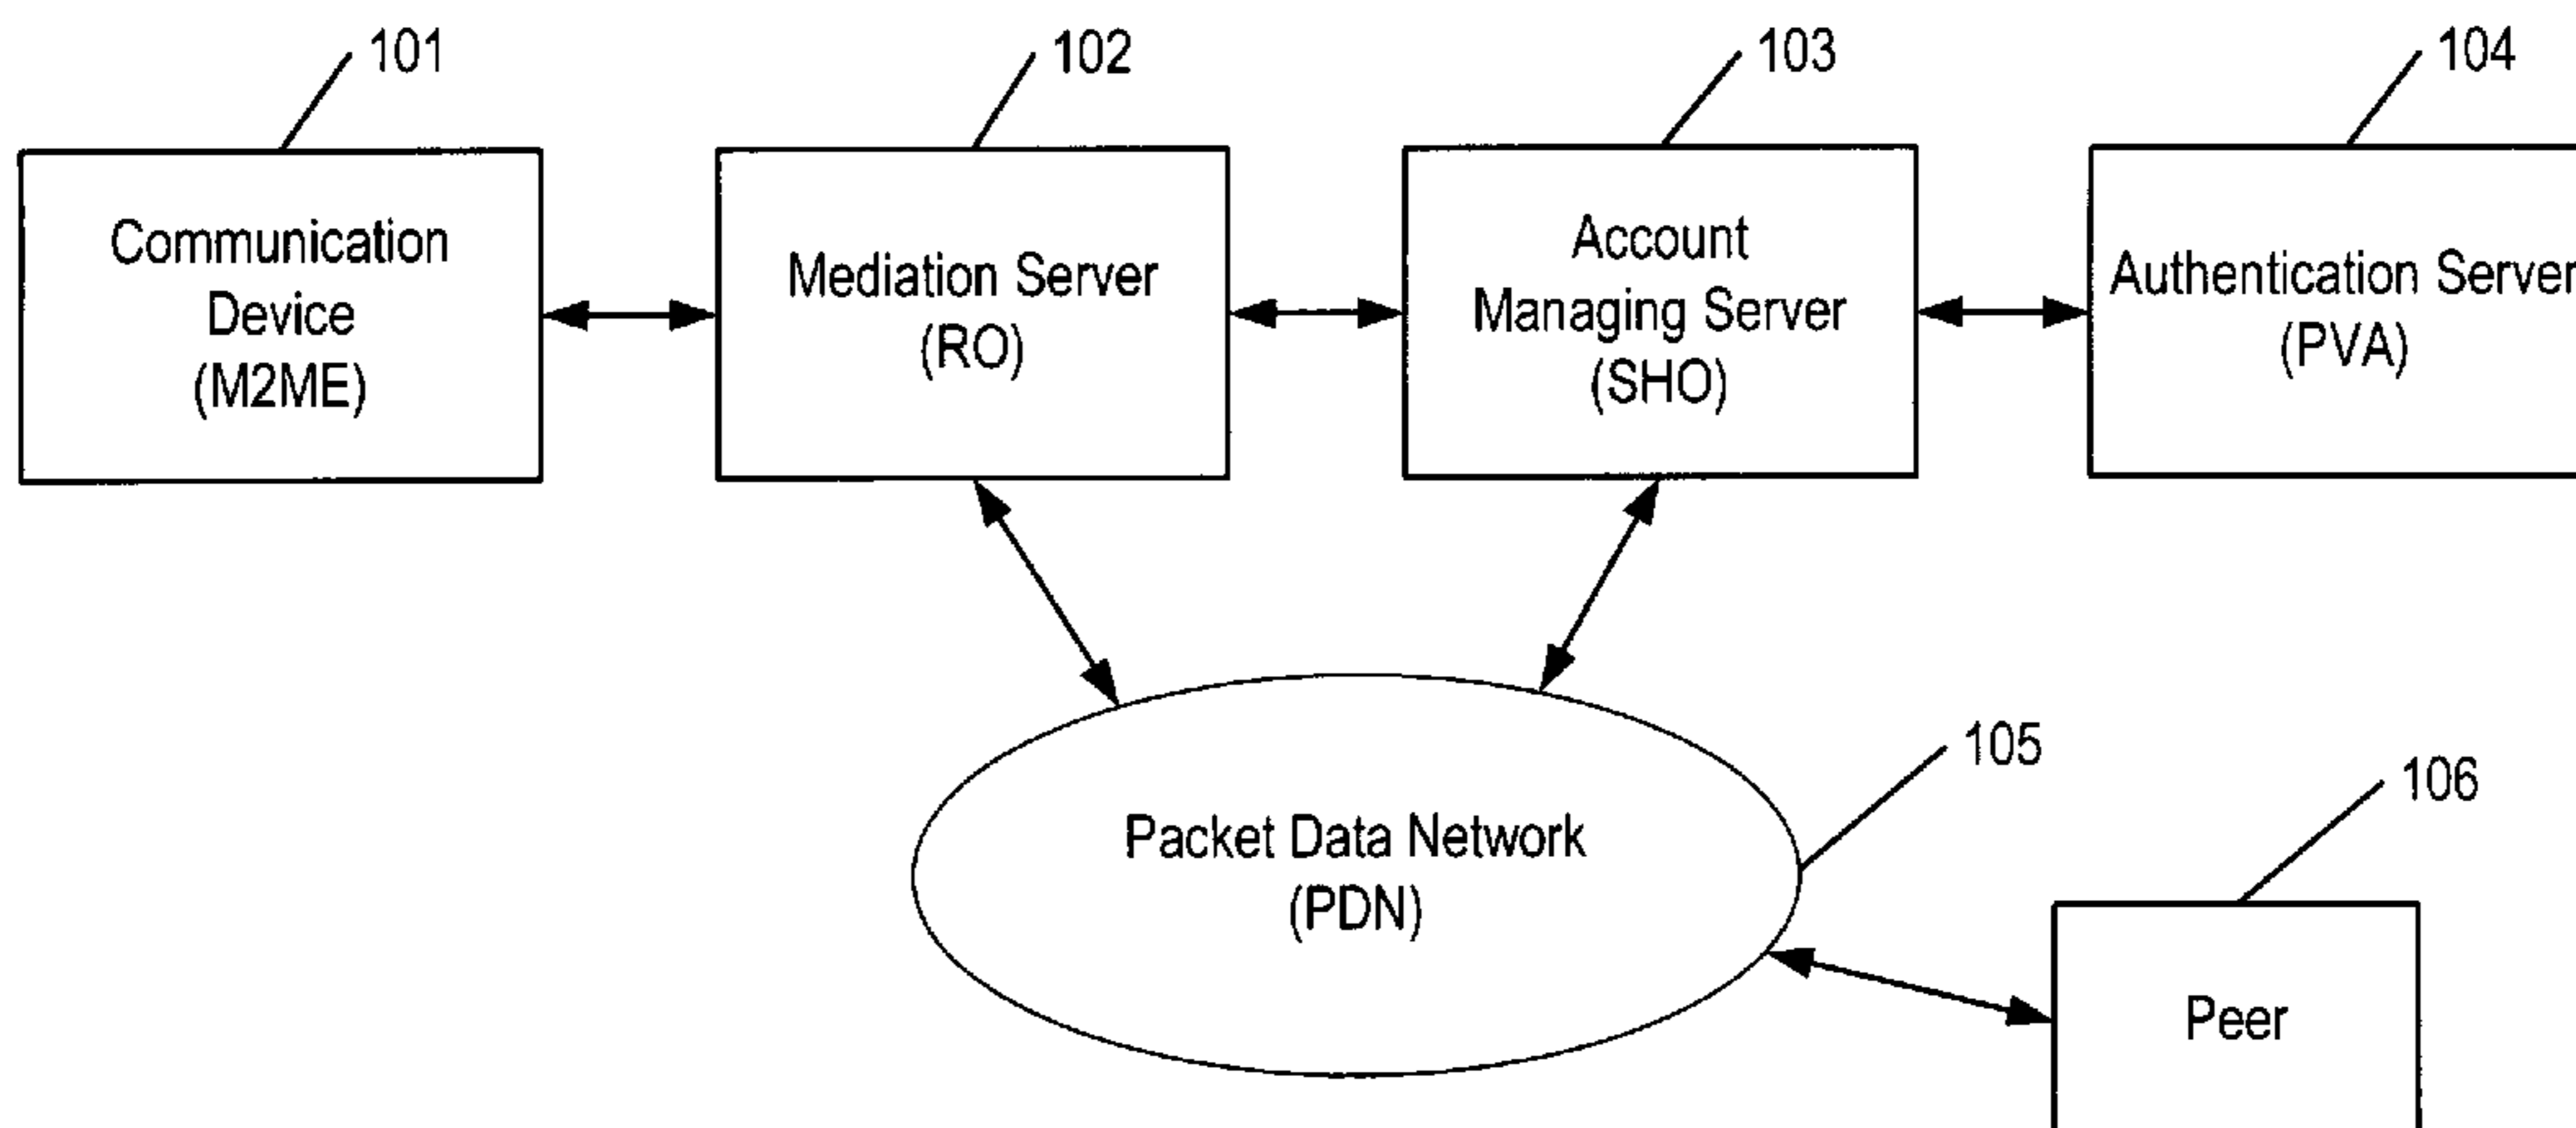 101
102
103
104
Communication
Device
(M2ME)
Mediation Server
(RO)
Account
Managing Server
(SHO)
Authentication Server
(PVA)
105
106
Packet Data Network
(PDN)
Peer